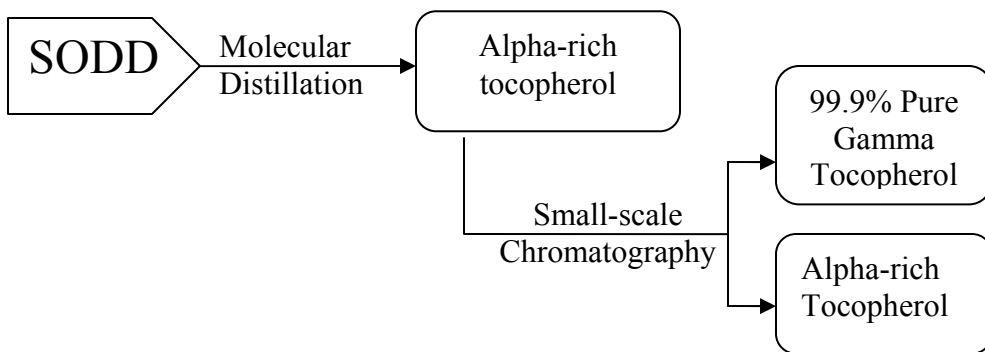 SODD
Molecular
Distillation
Alpha-rich
tocopherol
Small-scale
Chromatography
99.9% Pure
Gamma
Tocopherol
Alpha-rich
Tocopherol